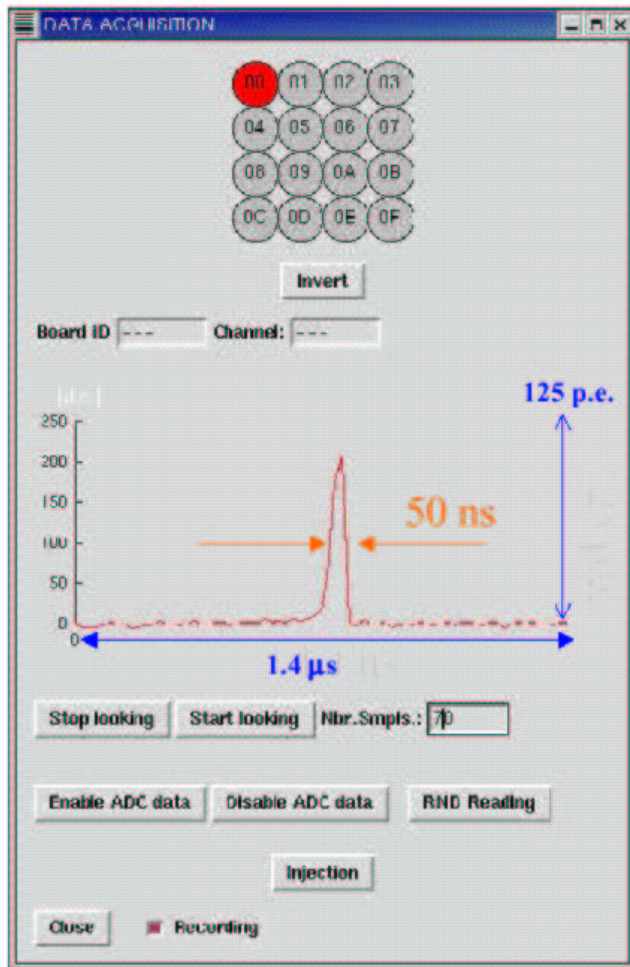 DATA ACQUISITION
00 01 02 03
04 05 06 07
08 09 0A 0B
0C 0D 0E 0F
Invert
Board ID --- Channel: ---
125 p.e.
250
200
150
100
50
0
0
50 ns
1.4 µs
Stop looking Start looking Nbr.Smpls.: 70
Enable ADC data Disable ADC data RND Reading
Injection
Close Recording